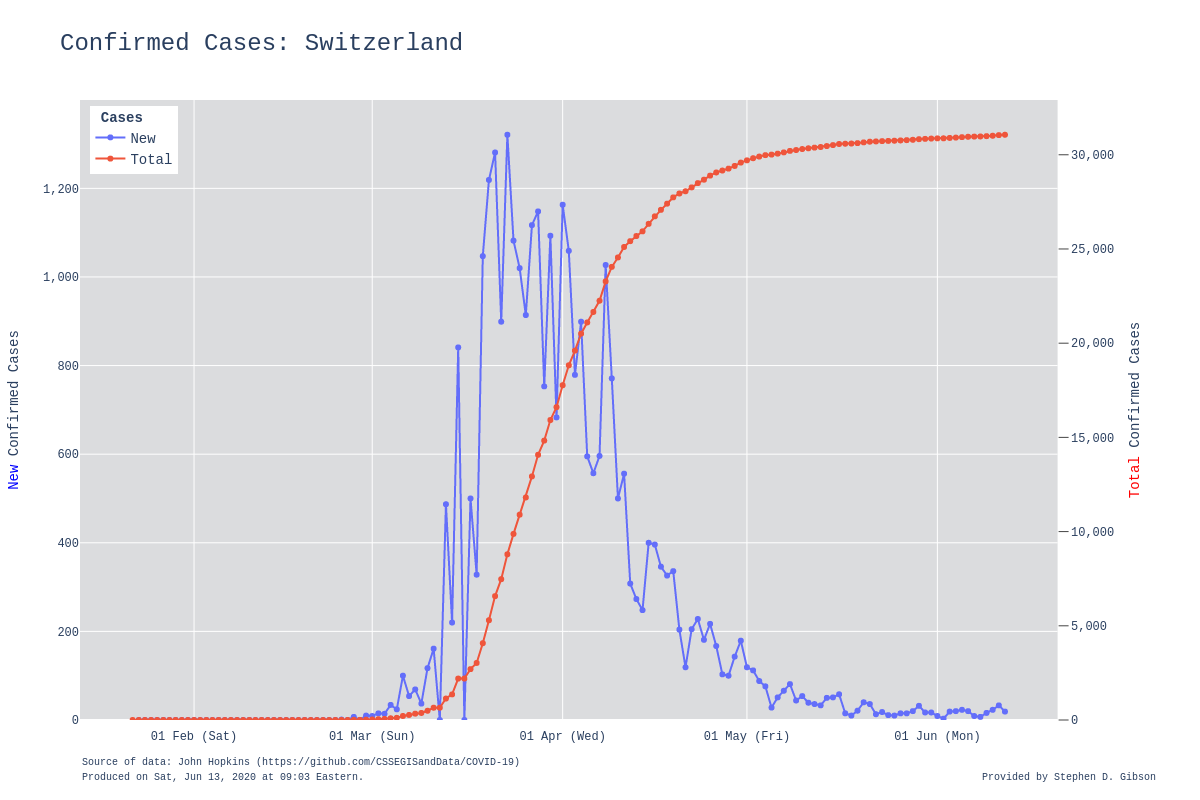 Confirmed Cases: Switzerland
Cases
New
Total
1,200
1,000
800
600
400
200
0
New Confirmed Cases
30,000
25,000
20,000
15,000
10,000
5,000
0
Total Confirmed Cases
01 Feb (Sat)
01 Mar (Sun)
01 Apr (Wed)
01 May (Fri)
01 Jun (Mon)
Source of data: John Hopkins (https://github.com/CSSEGISandData/COVID-19)
Produced on Sat, Jun 13, 2020 at 09:03 Eastern.
Provided by Stephen D. Gibson